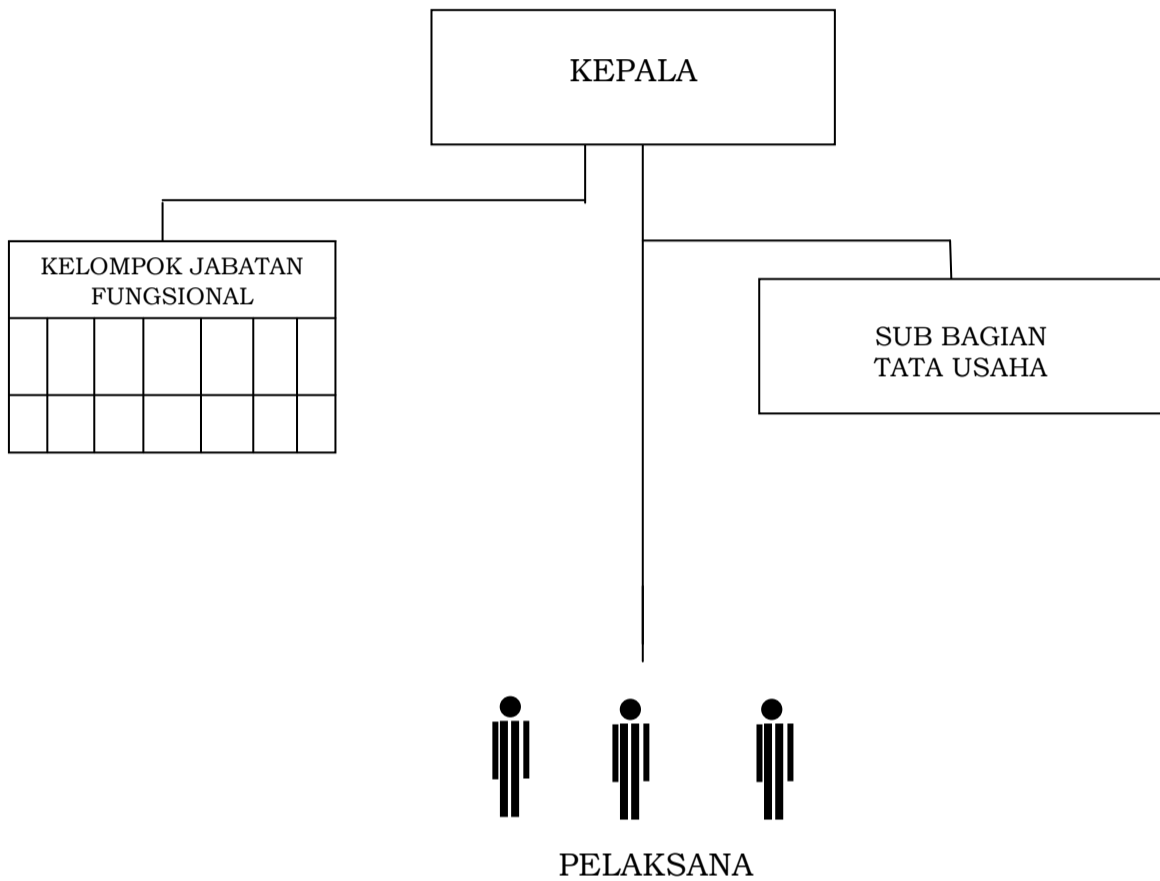 KEPALA
KELOMPOK JABATAN
FUNGSIONAL
SUB BAGIAN
TATA USAHA
PELAKSANA